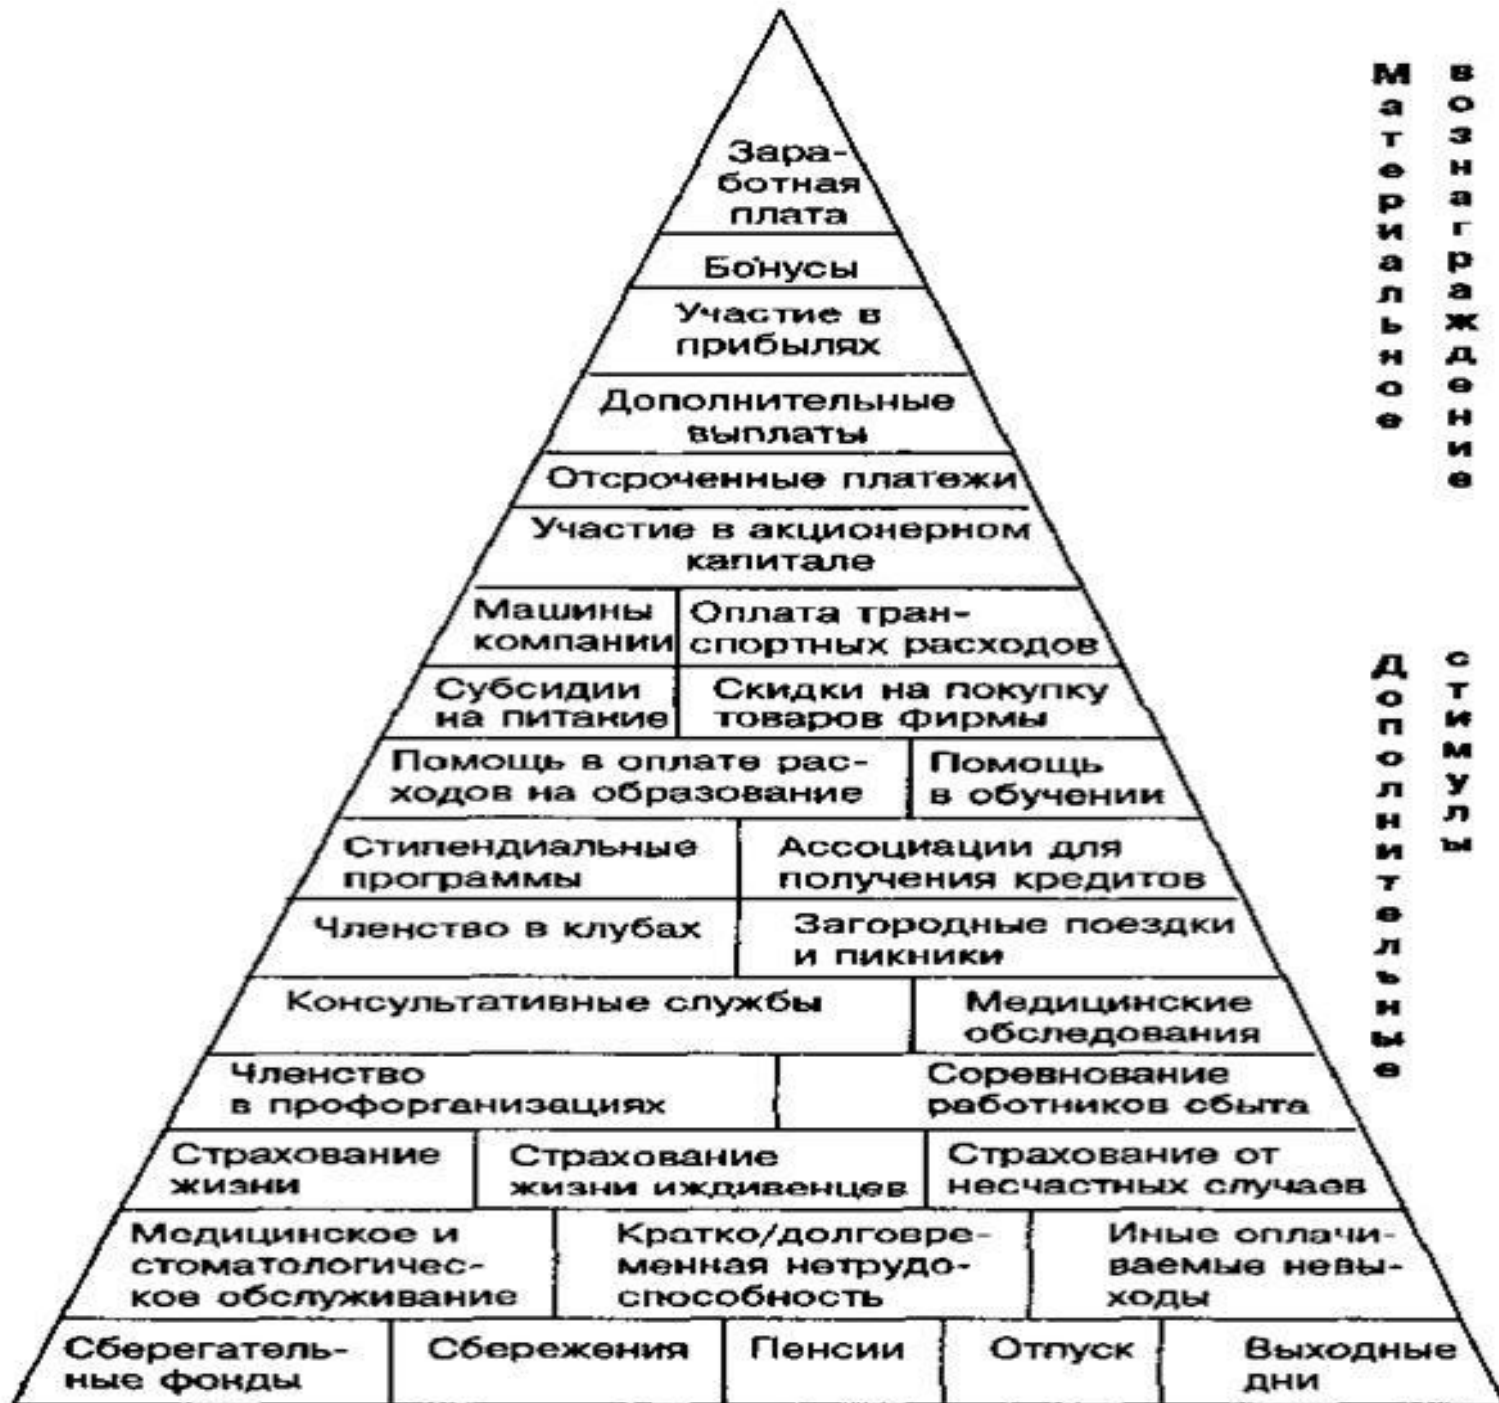 Зара-
ботная
плата
Бонусы
Участие в
прибылях
Дополнительные
выплаты
Отсроченные платежи
Участие в акционерном
капитале
Машины
компании
Оплата тран-
спортных расходов
Субсидии
на питание
Скидки на покупку
товаров фирмы
Помощь в оплате рас-
ходов на образование
Помощь
в обучении
Стипендиальные
программы
Ассоциации для
получения кредитов
Членство в клубах
Загородные поездки
и пикники
Консультативные службы
Медицинские
обследования
Членство
в профорганизациях
Соревнование
работников сбыта
Страхование
жизни
Страхование
жизни иждивенцев
Страхование от
несчастных случаев
Медицинское и
стоматологичес-
кое обслуживание
Кратко/долговре-
менная нетрудо-
способность
Иные оплачи-
ваемые невы-
ходы
Сберегатель-
ные фонды
Сбережения
Пенсии
Отпуск
Выходные
дни
Материальное
вознаграждение
Дополнительные
стимулы